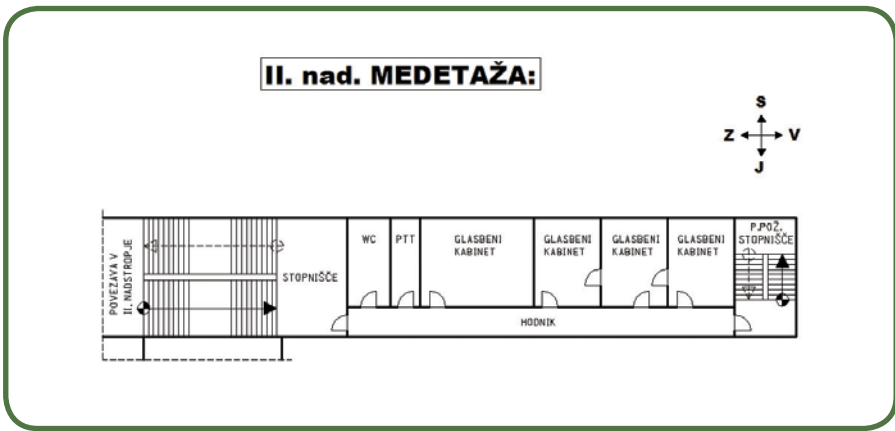 II. nad. MEDETAŽA:
S
Z V
J
POVEZAVA V
II. NADSTROPJE
STOPNIŠČE
WC
PTT
GLASBENI
KABINET
GLASBENI
KABINET
GLASBENI
KABINET
GLASBENI
KABINET
P.POŽ.
STOPNIŠČE
HODNIK